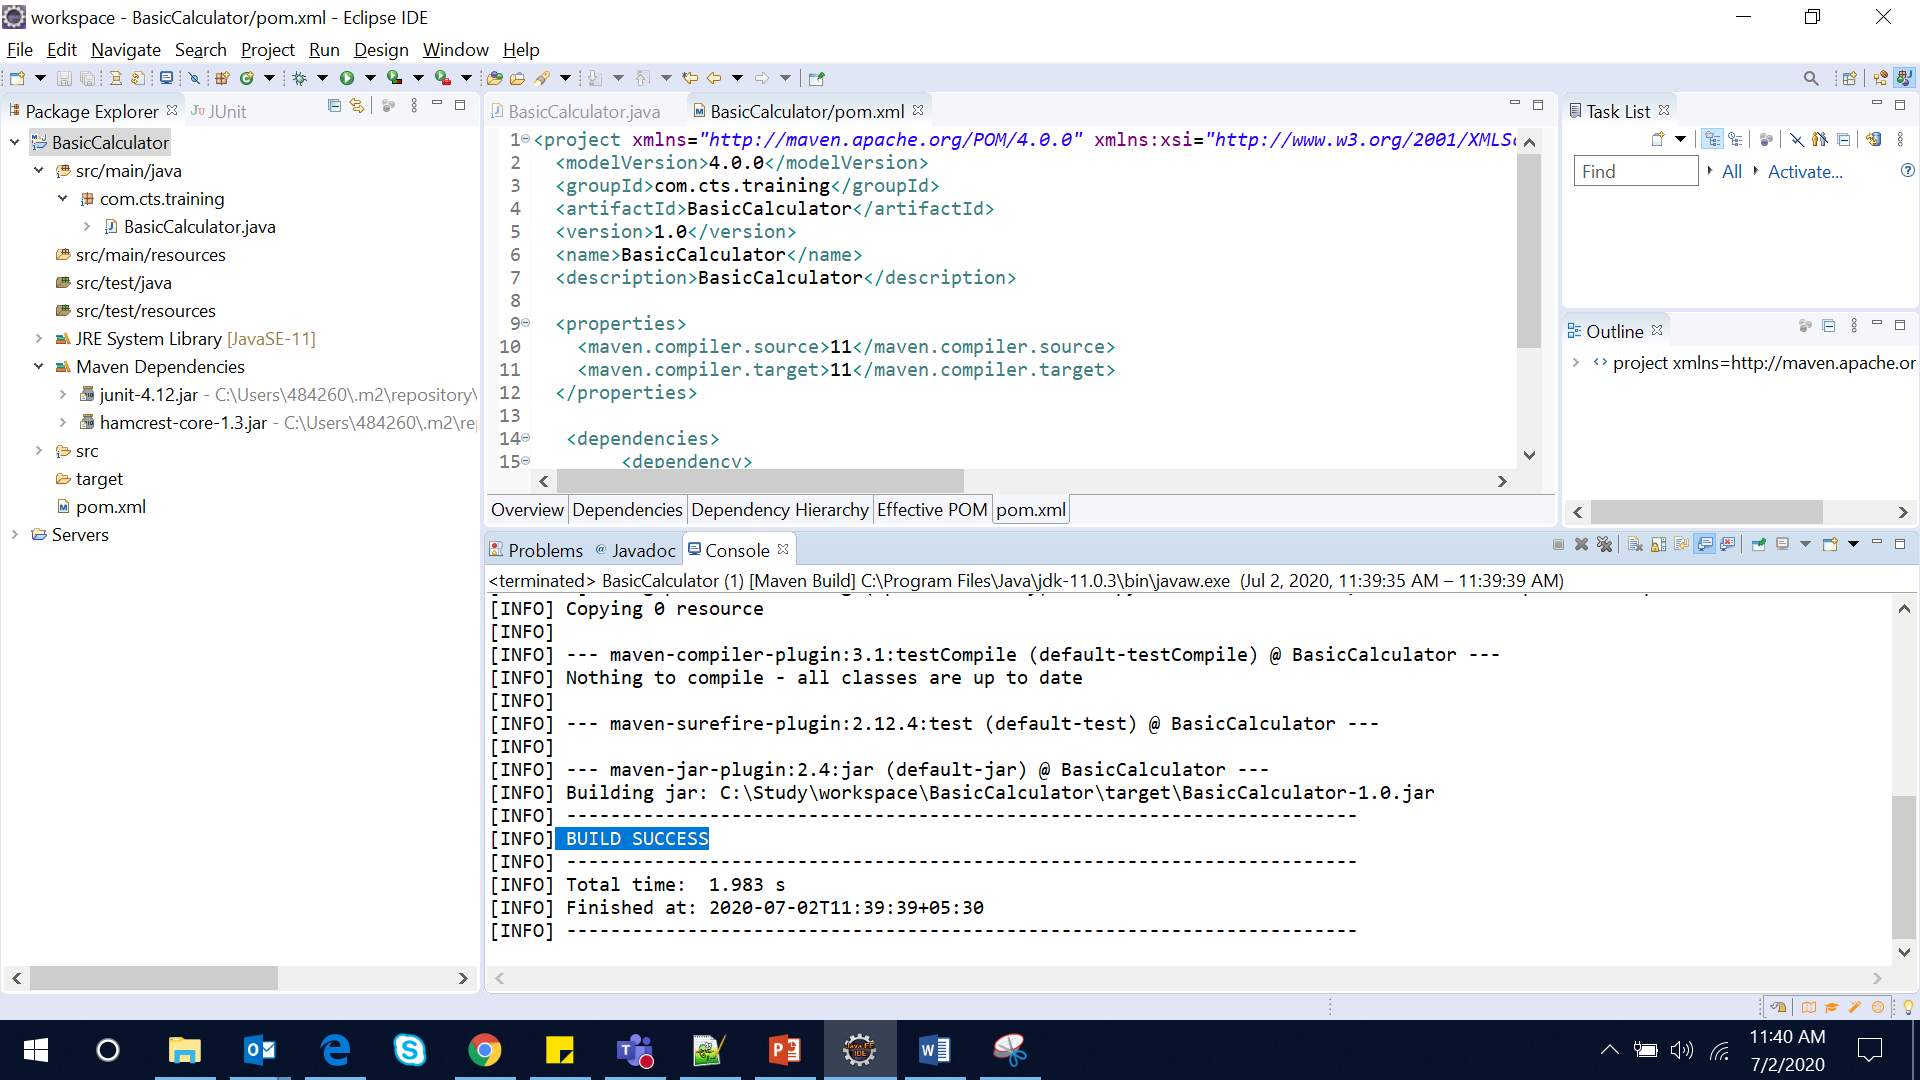 workspace - BasicCalculator/pom.xml - Eclipse IDE
File Edit Navigate Search Project Run Design Window Help
Package Explorer
JUnit
BasicCalculator
src/main/java
com.cts.training
BasicCalculator.java
src/main/resources
src/test/java
src/test/resources
JRE System Library [JavaSE-11]
Maven Dependencies
junit-4.12.jar - C:\Users\484260\.m2\repository\
hamcrest-core-1.3.jar - C:\Users\484260\.m2\re
src
target
pom.xml
Servers
BasicCalculator.java
BasicCalculator/pom.xml
1 <project xmlns="http://maven.apache.org/POM/4.0.0" xmlns:xsi="http://www.w3.org/2001/XMLSc
2 <modelVersion>4.0.0</modelVersion>
3 <groupId>com.cts.training</groupId>
4 <artifactId>BasicCalculator</artifactId>
5 <version>1.0</version>
6 <name>BasicCalculator</name>
7 <description>BasicCalculator</description>
8
9 <properties>
10 <maven.compiler.source>11</maven.compiler.source>
11 <maven.compiler.target>11</maven.compiler.target>
12 </properties>
13
14 <dependencies>
15 <dependency>
Overview Dependencies Dependency Hierarchy Effective POM pom.xml
Task List
Find All Activate...
Outline
project xmlns=http://maven.apache.or
Problems Javadoc Console
<terminated> BasicCalculator (1) [Maven Build] C:\Program Files\Java\jdk-11.0.3\bin\javaw.exe (Jul 2, 2020, 11:39:35 AM – 11:39:39 AM)
[INFO] Copying 0 resource
[INFO]
[INFO] --- maven-compiler-plugin:3.1:testCompile (default-testCompile) @ BasicCalculator ---
[INFO] Nothing to compile - all classes are up to date
[INFO]
[INFO] --- maven-surefire-plugin:2.12.4:test (default-test) @ BasicCalculator ---
[INFO]
[INFO] --- maven-jar-plugin:2.4:jar (default-jar) @ BasicCalculator ---
[INFO] Building jar: C:\Study\workspace\BasicCalculator\target\BasicCalculator-1.0.jar
[INFO] ------------------------------------------------------------------------
[INFO] BUILD SUCCESS
[INFO] ------------------------------------------------------------------------
[INFO] Total time:  1.983 s
[INFO] Finished at: 2020-07-02T11:39:39+05:30
[INFO] ------------------------------------------------------------------------
11:40 AM
7/2/2020